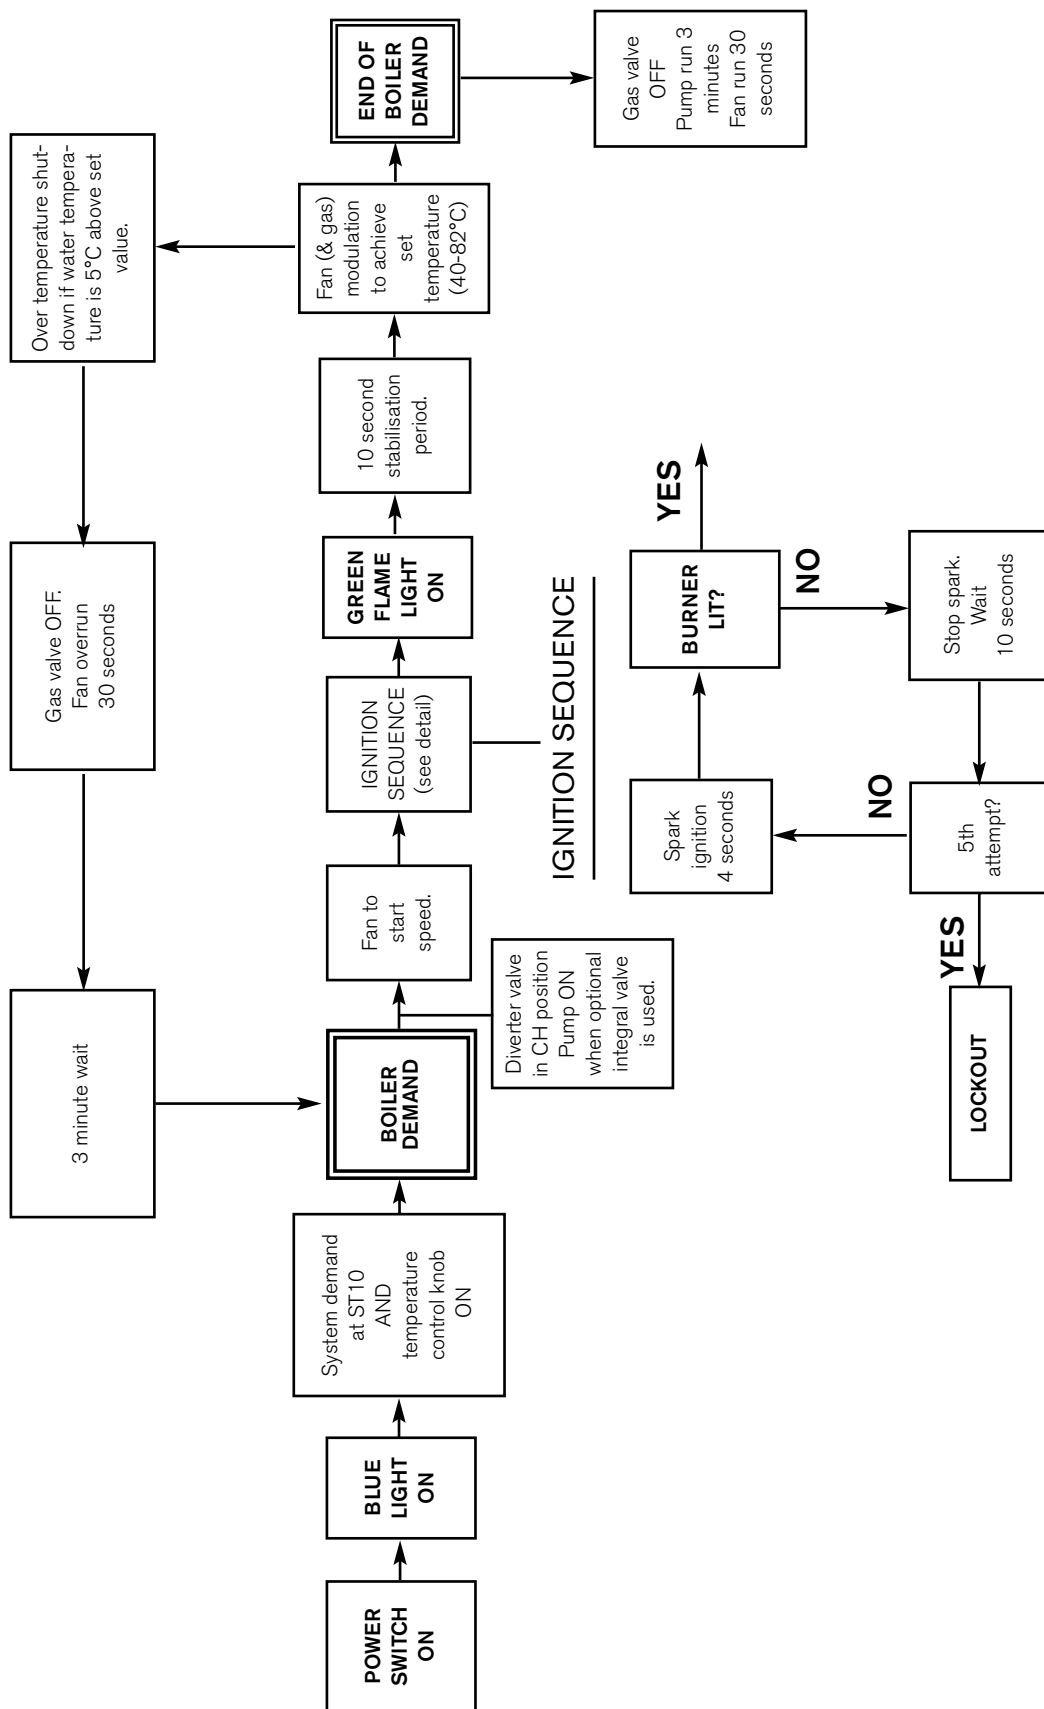 POWER
SWITCH
ON
BLUE
LIGHT
ON
System demand
at ST10
AND
temperature
control knob
ON
BOILER
DEMAND
Diverter valve
in CH position
Pump ON
when optional
integral valve
is used.
Fan to
start
speed.
IGNITION
SEQUENCE
(see detail)
GREEN
FLAME
LIGHT
ON
10 second
stabilisation
period.
Fan (& gas)
modulation
to achieve
set
temperature
(40-82°C)
END OF
BOILER
DEMAND
Gas valve
OFF
Pump run 3
minutes
Fan run 30
seconds
Over temperature shut-
down if water tempera-
ture is 5°C above set
value.
Gas valve OFF.
Fan overrun
30 seconds
3 minute wait
IGNITION SEQUENCE
Spark
ignition
4 seconds
BURNER
LIT?
YES
NO
Stop spark.
Wait
10 seconds
5th
attempt?
NO
YES
LOCKOUT